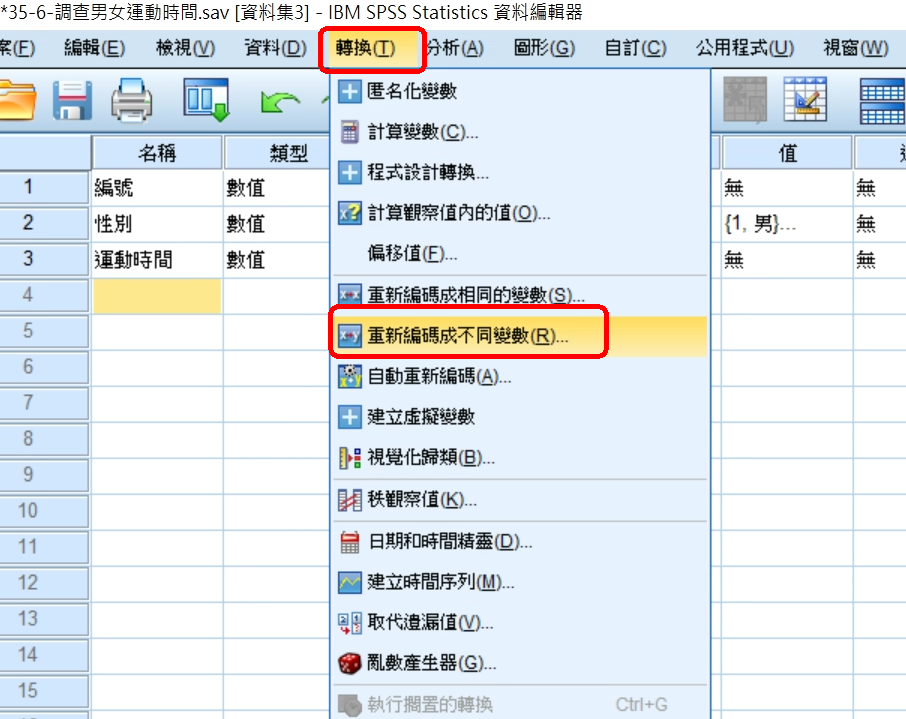 *35-6-調查男女運動時間.sav [資料集3] - IBM SPSS Statistics 資料編輯器
案(F) 編輯(E) 檢視(V) 資料(D) 轉換(T) 分析(A) 圖形(G) 自訂(C) 公用程式(U) 視窗(W)
匿名化變數
計算變數(C)...
程式設計轉換...
計算觀察值內的值(O)...
偏移值(F)...
重新編碼成相同的變數(S)...
重新編碼成不同變數(R)...
自動重新編碼(A)...
建立虛擬變數
視覺化歸類(B)...
秩觀察值(K)...
日期和時間精靈(D)...
建立時間序列(M)...
取代遺漏值(V)...
亂數產生器(G)...
執行擱置的轉換 Ctrl+G
名稱 類型 值
1 編號 數值 無 無
2 性別 數值 {1, 男}... 無
3 運動時間 數值 無 無
4
5
6
7
8
9
10
11
12
13
14
15